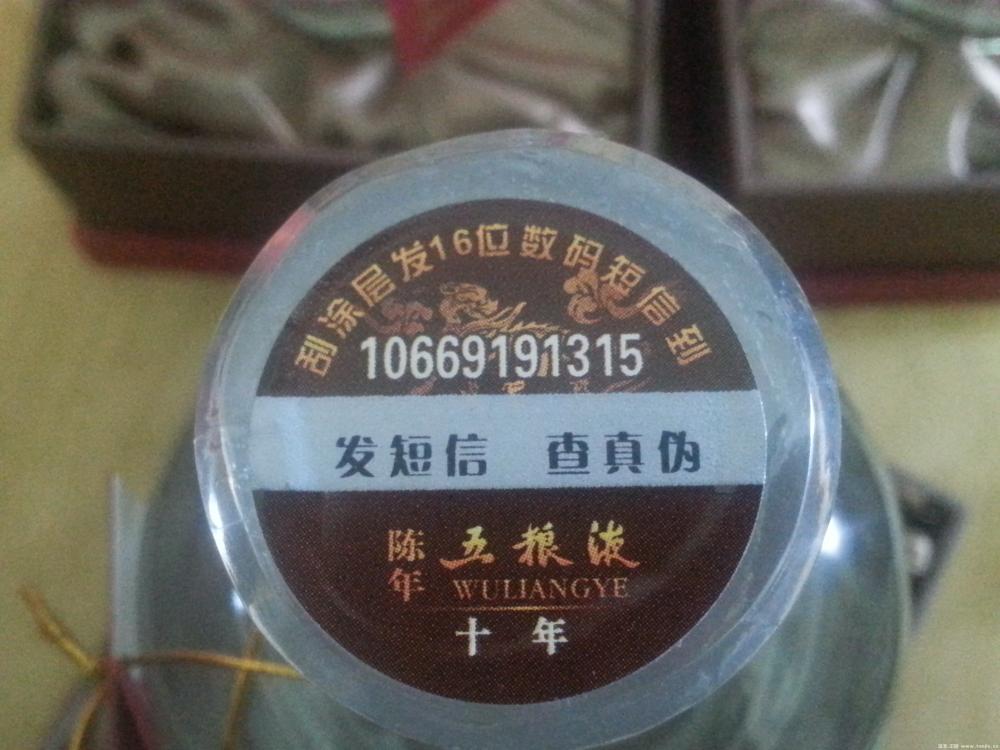 刮涂层发16位数码短信到
10669191315
发短信 查真伪
陈年 五粮液
WULIANGYE
十年